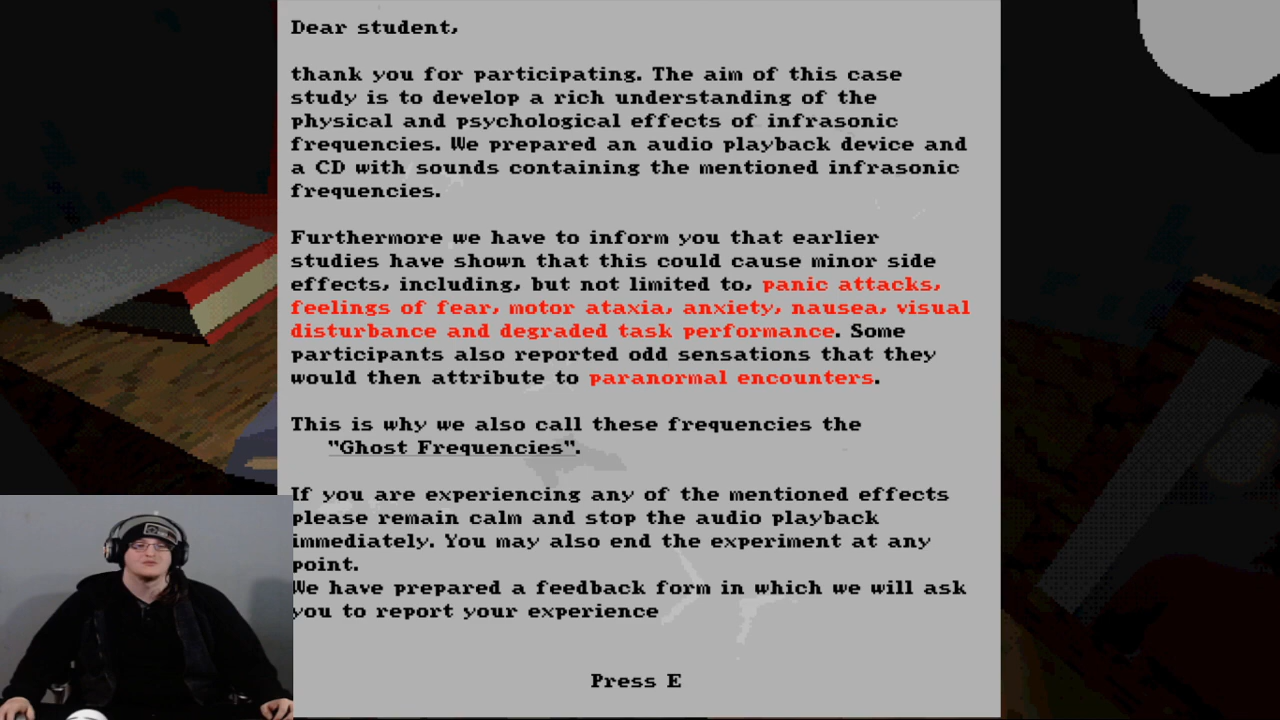 Dear student,
thank you for participating. The aim of this case
study is to develop a rich understanding of the
physical and psychological effects of infrasonic
frequencies. We prepared an audio playback device and
a CD with sounds containing the mentioned infrasonic
frequencies.
Furthermore we have to inform you that earlier
studies have shown that this could cause minor side
effects, including, but not limited to, panic attacks,
feelings of fear, motor ataxia, anxiety, nausea, visual
disturbance and degraded task performance. Some
participants also reported odd sensations that they
would then attribute to paranormal encounters.
This is why we also call these frequencies the
"Ghost Frequencies".
If you are experiencing any of the mentioned effects
please remain calm and stop the audio playback
immediately. You may also end the experiment at any
point.
We have prepared a feedback form in which we will ask
you to report your experience
Press E